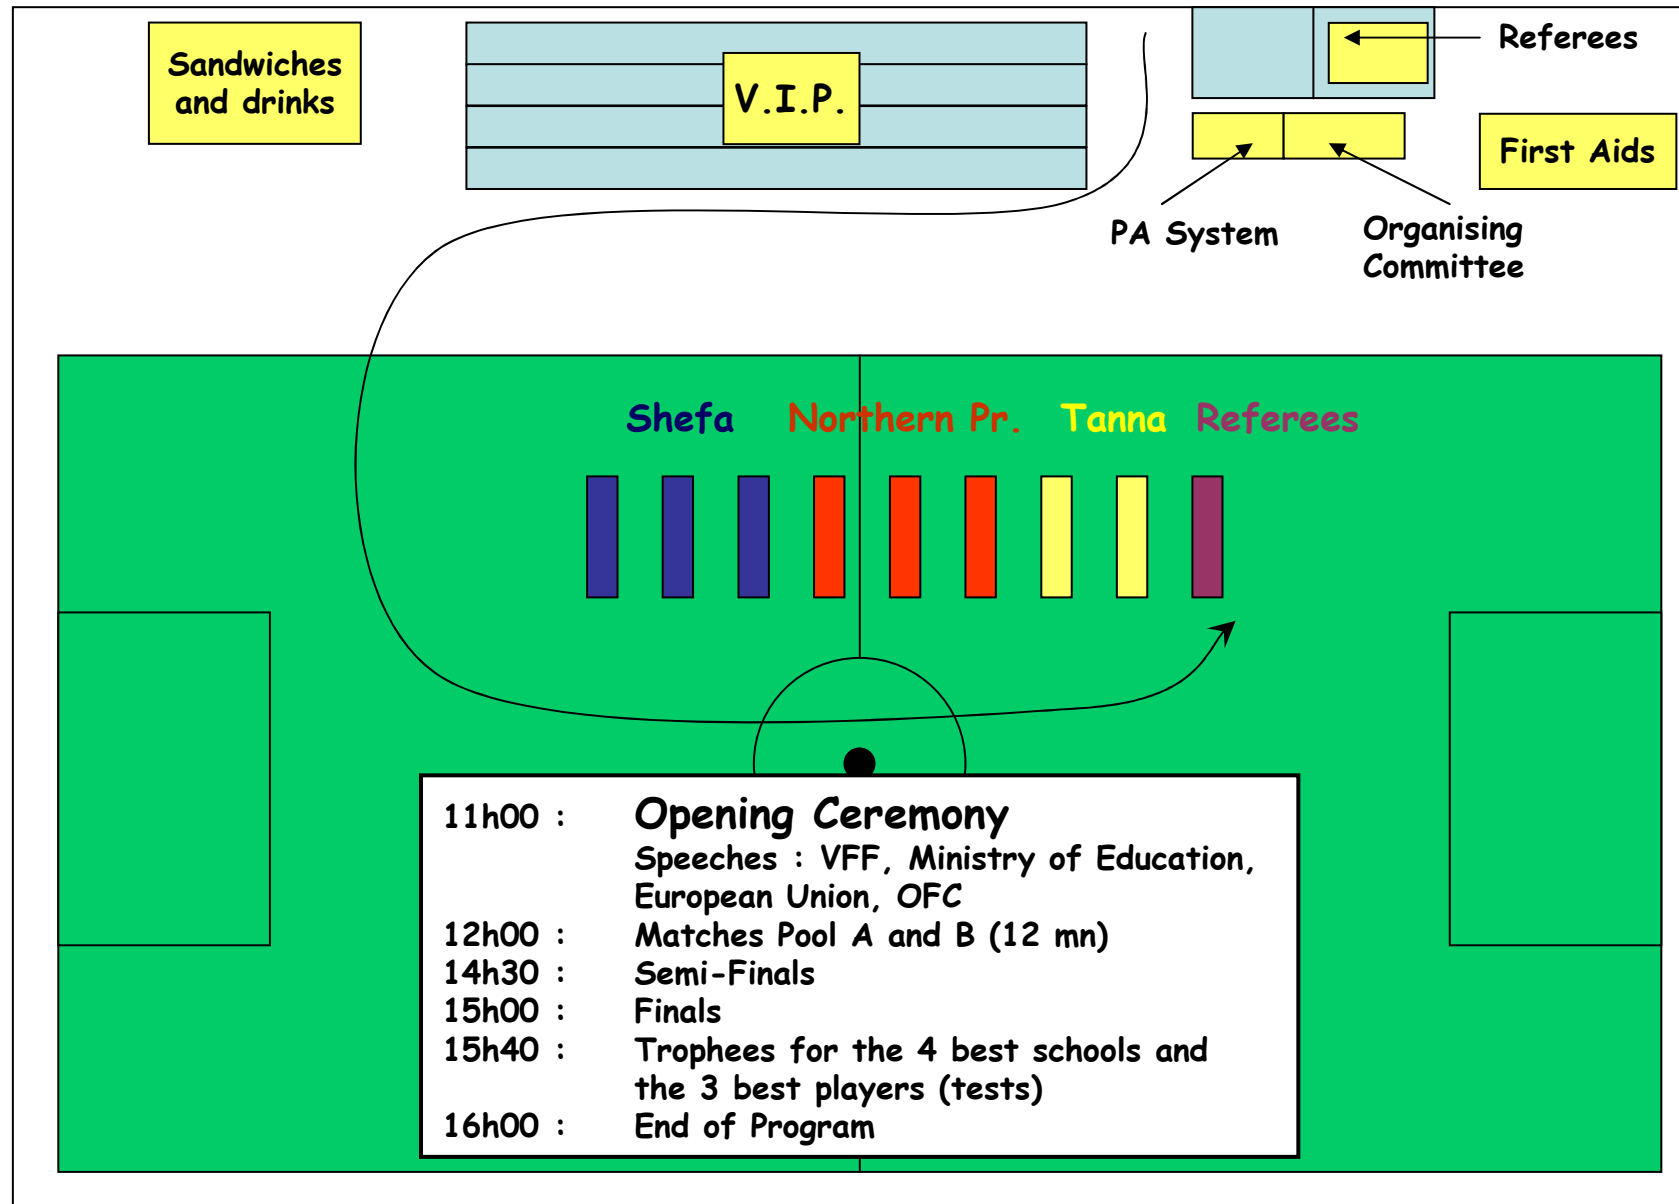 Sandwiches
and drinks
V.I.P.
Referees
First Aids
PA System
Organising
Committee
Shefa Northern Pr. Tanna Referees
11h00 : Opening Ceremony
Speeches : VFF, Ministry of Education,
European Union, OFC
12h00 : Matches Pool A and B (12 mn)
14h30 : Semi-Finals
15h00 : Finals
15h40 : Trophees for the 4 best schools and
the 3 best players (tests)
16h00 : End of Program